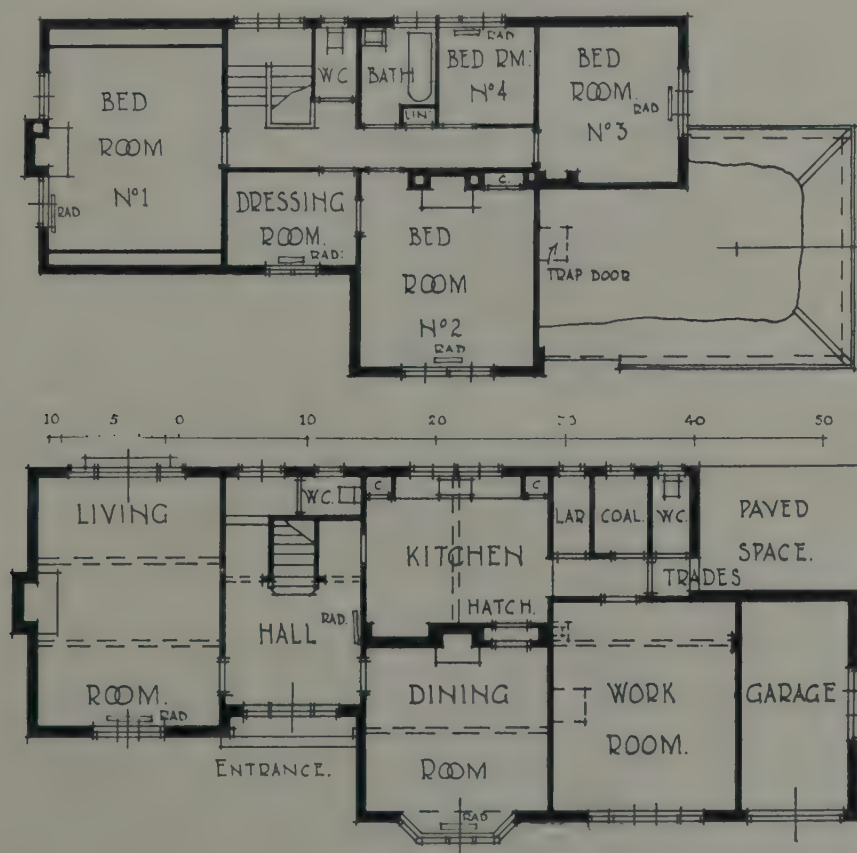 BED
ROOM
Nº1
RAD
WC
BATH
LIN
RAD
BED RM:
Nº4
BED
ROOM.
RAD
Nº3
DRESSING
ROOM.
RAD:
C.
BED
ROOM
Nº2
RAD
TRAP DOOR
10 5 0 10 20 30 40 50
LIVING
ROOM.
RAD
W.C.
HALL
RAD.
ENTRANCE.
C
C
KITCHEN
HATCH.
DINING
ROOM
RAD
LAR
COAL.
W.C.
TRADES
PAVED
SPACE.
WORK
ROOM.
GARAGE